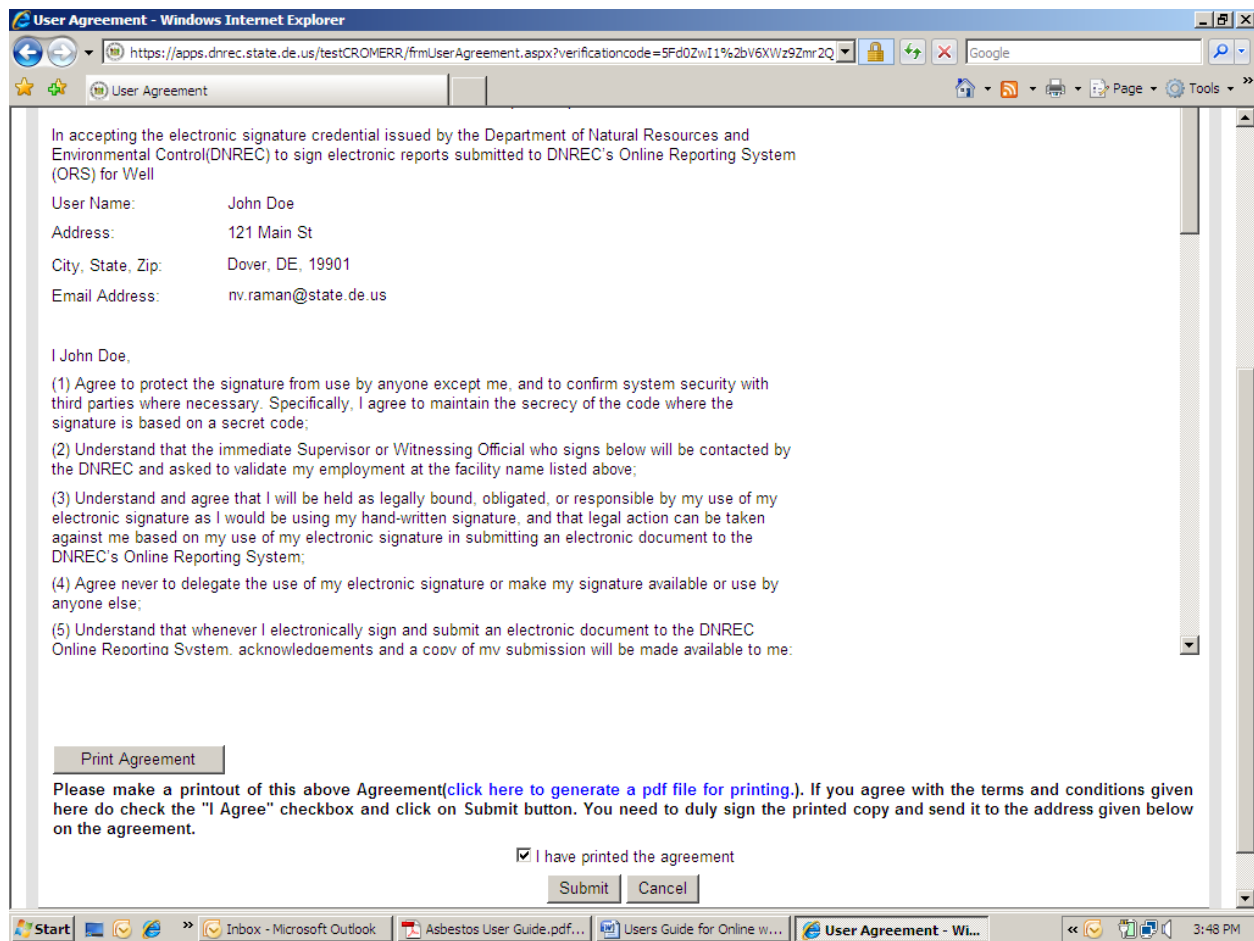 User Agreement - Windows Internet Explorer
https://apps.dnrec.state.de.us/testCROMERR/frmUserAgreement.aspx?verificationcode=5Fd0ZwI1%2bV6XWz9Zmr2Q
Google
User Agreement
Page
Tools
»
In accepting the electronic signature credential issued by the Department of Natural Resources and
Environmental Control(DNREC) to sign electronic reports submitted to DNREC's Online Reporting System
(ORS) for Well
User Name: John Doe
Address: 121 Main St
City, State, Zip: Dover, DE, 19901
Email Address: nv.raman@state.de.us
I John Doe,
(1) Agree to protect the signature from use by anyone except me, and to confirm system security with
third parties where necessary. Specifically, I agree to maintain the secrecy of the code where the
signature is based on a secret code;
(2) Understand that the immediate Supervisor or Witnessing Official who signs below will be contacted by
the DNREC and asked to validate my employment at the facility name listed above;
(3) Understand and agree that I will be held as legally bound, obligated, or responsible by my use of my
electronic signature as I would be using my hand-written signature, and that legal action can be taken
against me based on my use of my electronic signature in submitting an electronic document to the
DNREC's Online Reporting System;
(4) Agree never to delegate the use of my electronic signature or make my signature available or use by
anyone else;
(5) Understand that whenever I electronically sign and submit an electronic document to the DNREC
Online Reporting System, acknowledgements and a copy of my submission will be made available to me;
Print Agreement
Please make a printout of this above Agreement(click here to generate a pdf file for printing.). If you agree with the terms and conditions given
here do check the "I Agree" checkbox and click on Submit button. You need to duly sign the printed copy and send it to the address given below
on the agreement.
I have printed the agreement
Submit Cancel
Start » Inbox - Microsoft Outlook Asbestos User Guide.pdf... Users Guide for Online w... User Agreement - Wi... « 3:48 PM